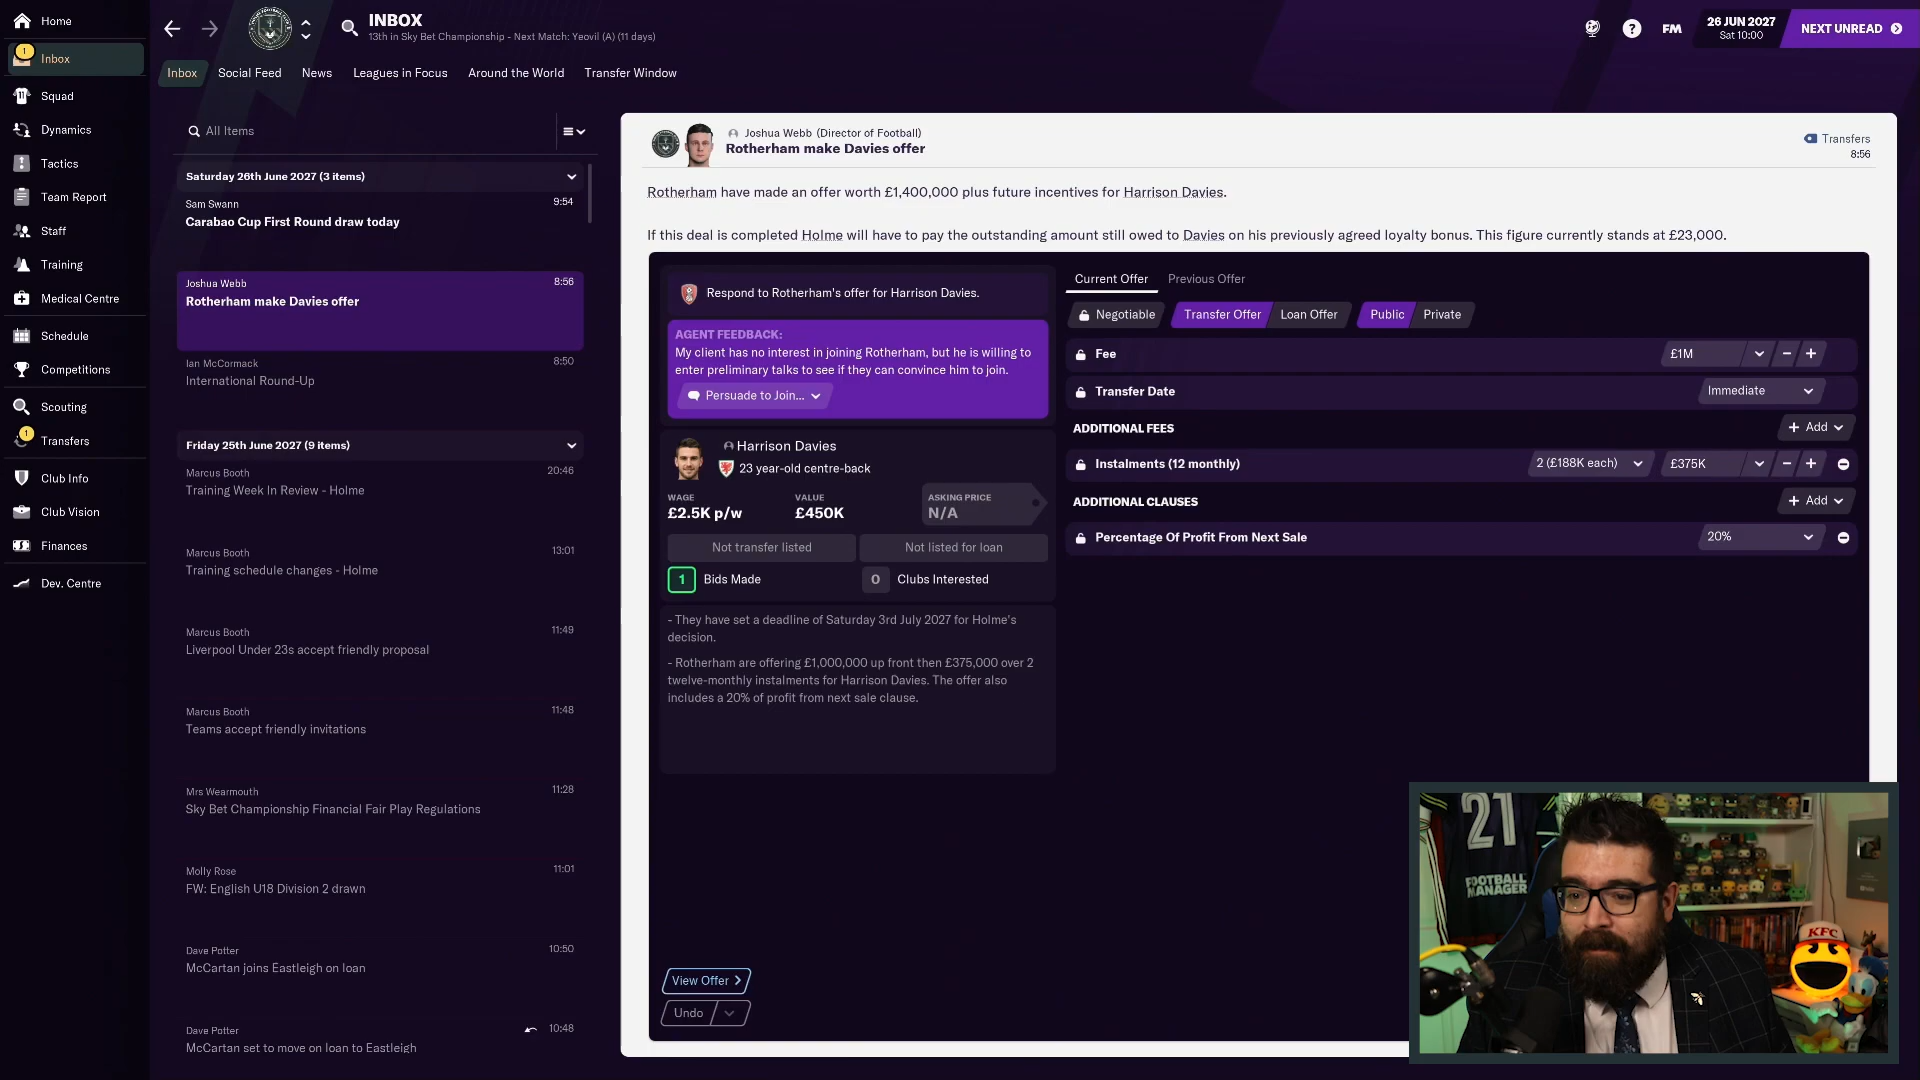 Home
Inbox
1
Squad
Dynamics
Tactics
Team Report
Staff
Training
Medical Centre
Schedule
Competitions
Scouting
1
Transfers
Club Info
Club Vision
Finances
Dev. Centre
INBOX
13th in Sky Bet Championship - Next Match: Yeovil (A) (11 days)
FM
26 JUN 2027
Sat 10:00
NEXT UNREAD
Inbox Social Feed News Leagues in Focus Around the World Transfer Window
All Items
Saturday 26th June 2027 (3 items)
Sam Swann 9:54
Carabao Cup First Round draw today
Joshua Webb 8:56
Rotherham make Davies offer
Ian McCormack 8:50
International Round-Up
Friday 25th June 2027 (9 items)
Marcus Booth 20:46
Training Week In Review - Holme
Marcus Booth 13:01
Training schedule changes - Holme
Marcus Booth 11:49
Liverpool Under 23s accept friendly proposal
Marcus Booth 11:48
Teams accept friendly invitations
Mrs Wearmouth 11:28
Sky Bet Championship Financial Fair Play Regulations
Molly Rose 11:01
FW: English U18 Division 2 drawn
Dave Potter 10:50
McCartan joins Eastleigh on loan
Dave Potter 10:48
McCartan set to move on loan to Eastleigh
Joshua Webb (Director of Football)
Rotherham make Davies offer
Transfers
8:56
Rotherham have made an offer worth £1,400,000 plus future incentives for Harrison Davies.
If this deal is completed Holme will have to pay the outstanding amount still owed to Davies on his previously agreed loyalty bonus. This figure currently stands at £23,000.
Respond to Rotherham's offer for Harrison Davies.
AGENT FEEDBACK:
My client has no interest in joining Rotherham, but he is willing to
enter preliminary talks to see if they can convince him to join.
Persuade to Join...
Harrison Davies
23 year-old centre-back
WAGE VALUE ASKING PRICE
£2.5K p/w £450K N/A
Not transfer listed Not listed for loan
1 Bids Made 0 Clubs Interested
- They have set a deadline of Saturday 3rd July 2027 for Holme's
decision.
- Rotherham are offering £1,000,000 up front then £375,000 over 2
twelve-monthly instalments for Harrison Davies. The offer also
includes a 20% of profit from next sale clause.
View Offer
Undo
Current Offer Previous Offer
Negotiable Transfer Offer Loan Offer Public Private
Fee £1M
Transfer Date Immediate
ADDITIONAL FEES Add
Instalments (12 monthly) 2 (£188K each) £375K
ADDITIONAL CLAUSES Add
Percentage Of Profit From Next Sale 20%
21
FOOTBALL
MANAGER
KFC